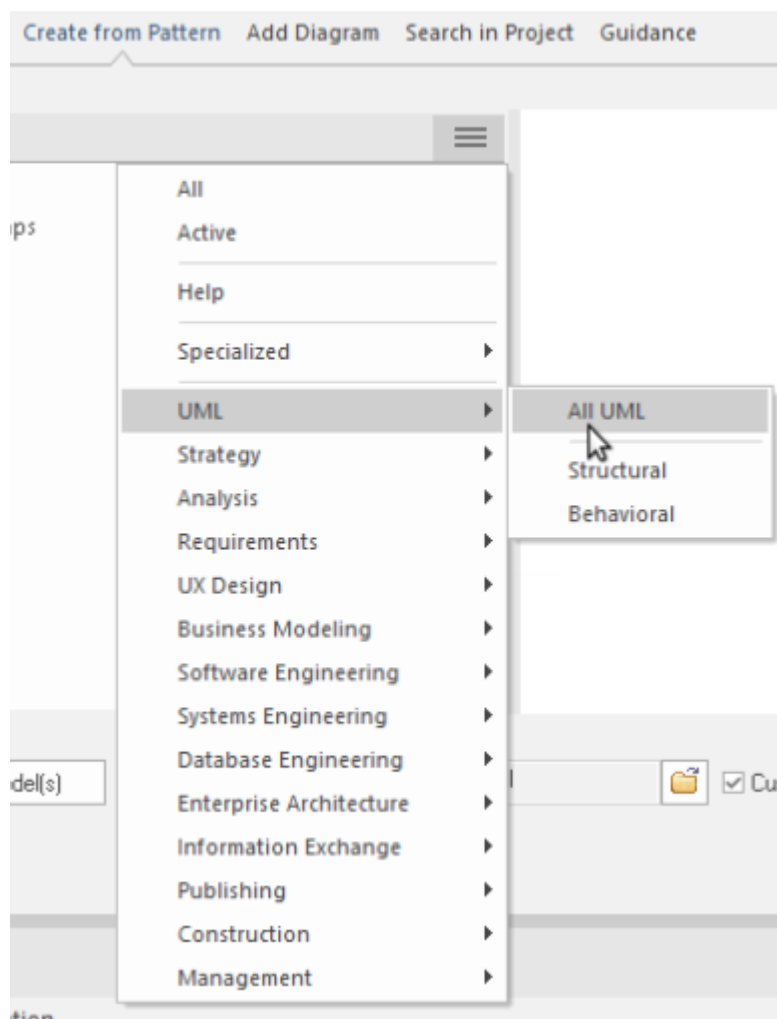 Create from Pattern Add Diagram Search in Project Guidance
All
Active
Help
Specialized
UML
Strategy
Analysis
Requirements
UX Design
Business Modeling
Software Engineering
Systems Engineering
Database Engineering
Enterprise Architecture
Information Exchange
Publishing
Construction
Management
All UML
Structural
Behavioral